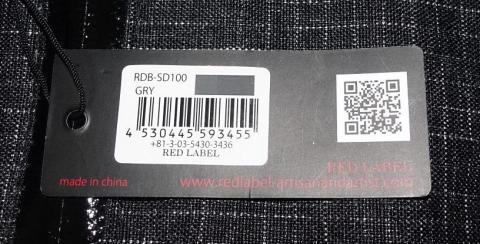 RDB-SD100
GRY
4 530445 593455
+81-3-03-5430-3436
RED LABEL
RED LABEL
made in china
www.redlabel-artisanandartist.com